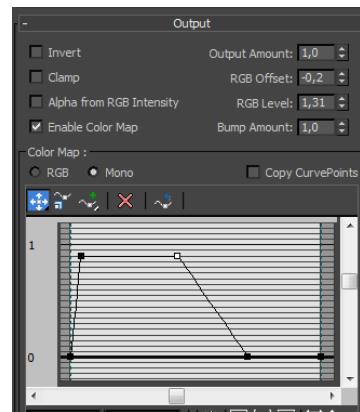 - Output
Invert Output Amount: 1,0
Clamp RGB Offset: -0,2
Alpha from RGB Intensity RGB Level: 1,31
Enable Color Map Bump Amount: 1,0
Color Map :
RGB Mono Copy CurvePoints
1
0